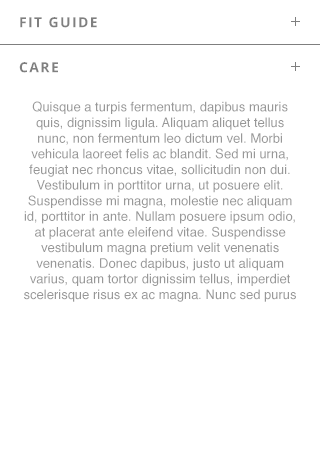 FIT GUIDE +
CARE +
Quisque a turpis fermentum, dapibus mauris
quis, dignissim ligula. Aliquam aliquet tellus
nunc, non fermentum leo dictum vel. Morbi
vehicula laoreet felis ac blandit. Sed mi urna,
feugiat nec rhoncus vitae, sollicitudin non dui.
Vestibulum in porttitor urna, ut posuere elit.
Suspendisse mi magna, molestie nec aliquam
id, porttitor in ante. Nullam posuere ipsum odio,
at placerat ante eleifend vitae. Suspendisse
vestibulum magna pretium velit venenatis
venenatis. Donec dapibus, justo ut aliquam
varius, quam tortor dignissim tellus, imperdiet
scelerisque risus ex ac magna. Nunc sed purus